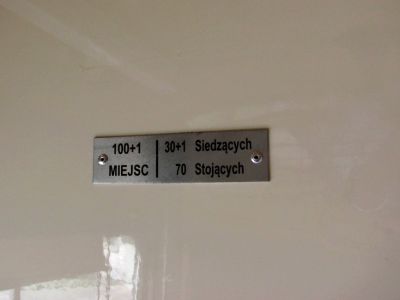 100+1 | 30+1 Siedzących
MIEJSC | 70 Stojących